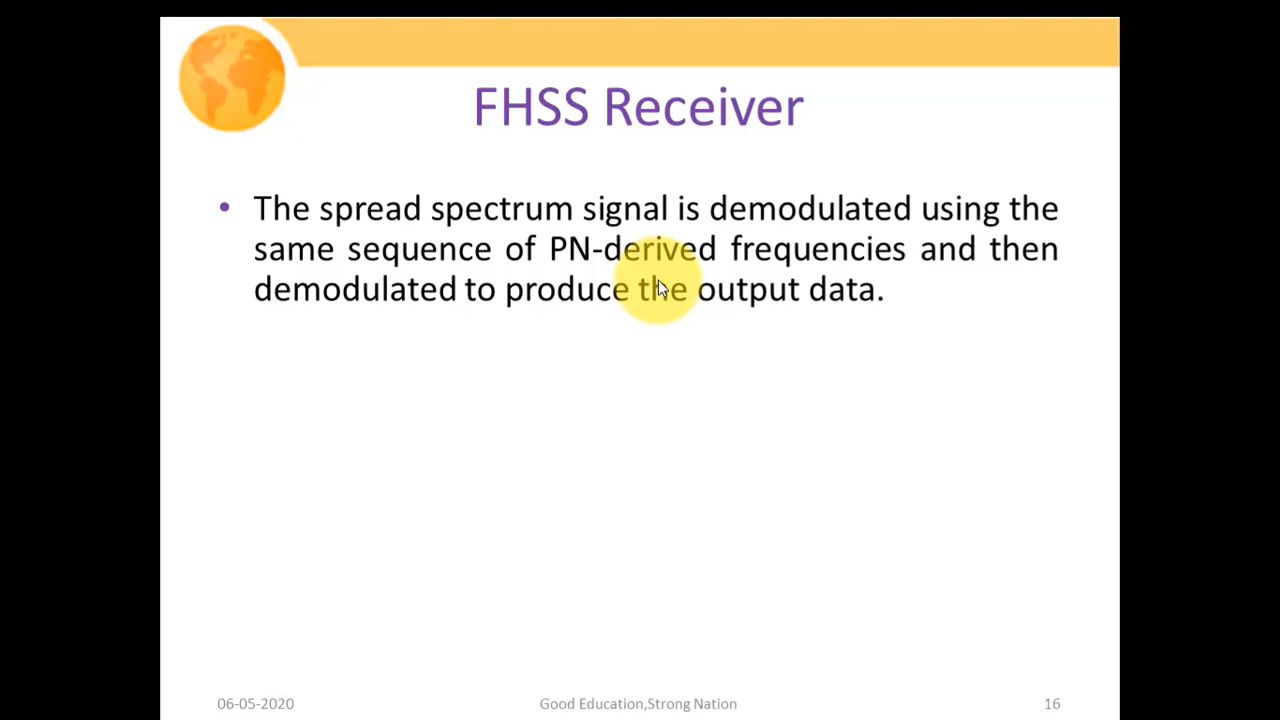 FHSS Receiver
• The spread spectrum signal is demodulated using the
same sequence of PN-derived frequencies and then
demodulated to produce the output data.
06-05-2020 Good Education,Strong Nation 16